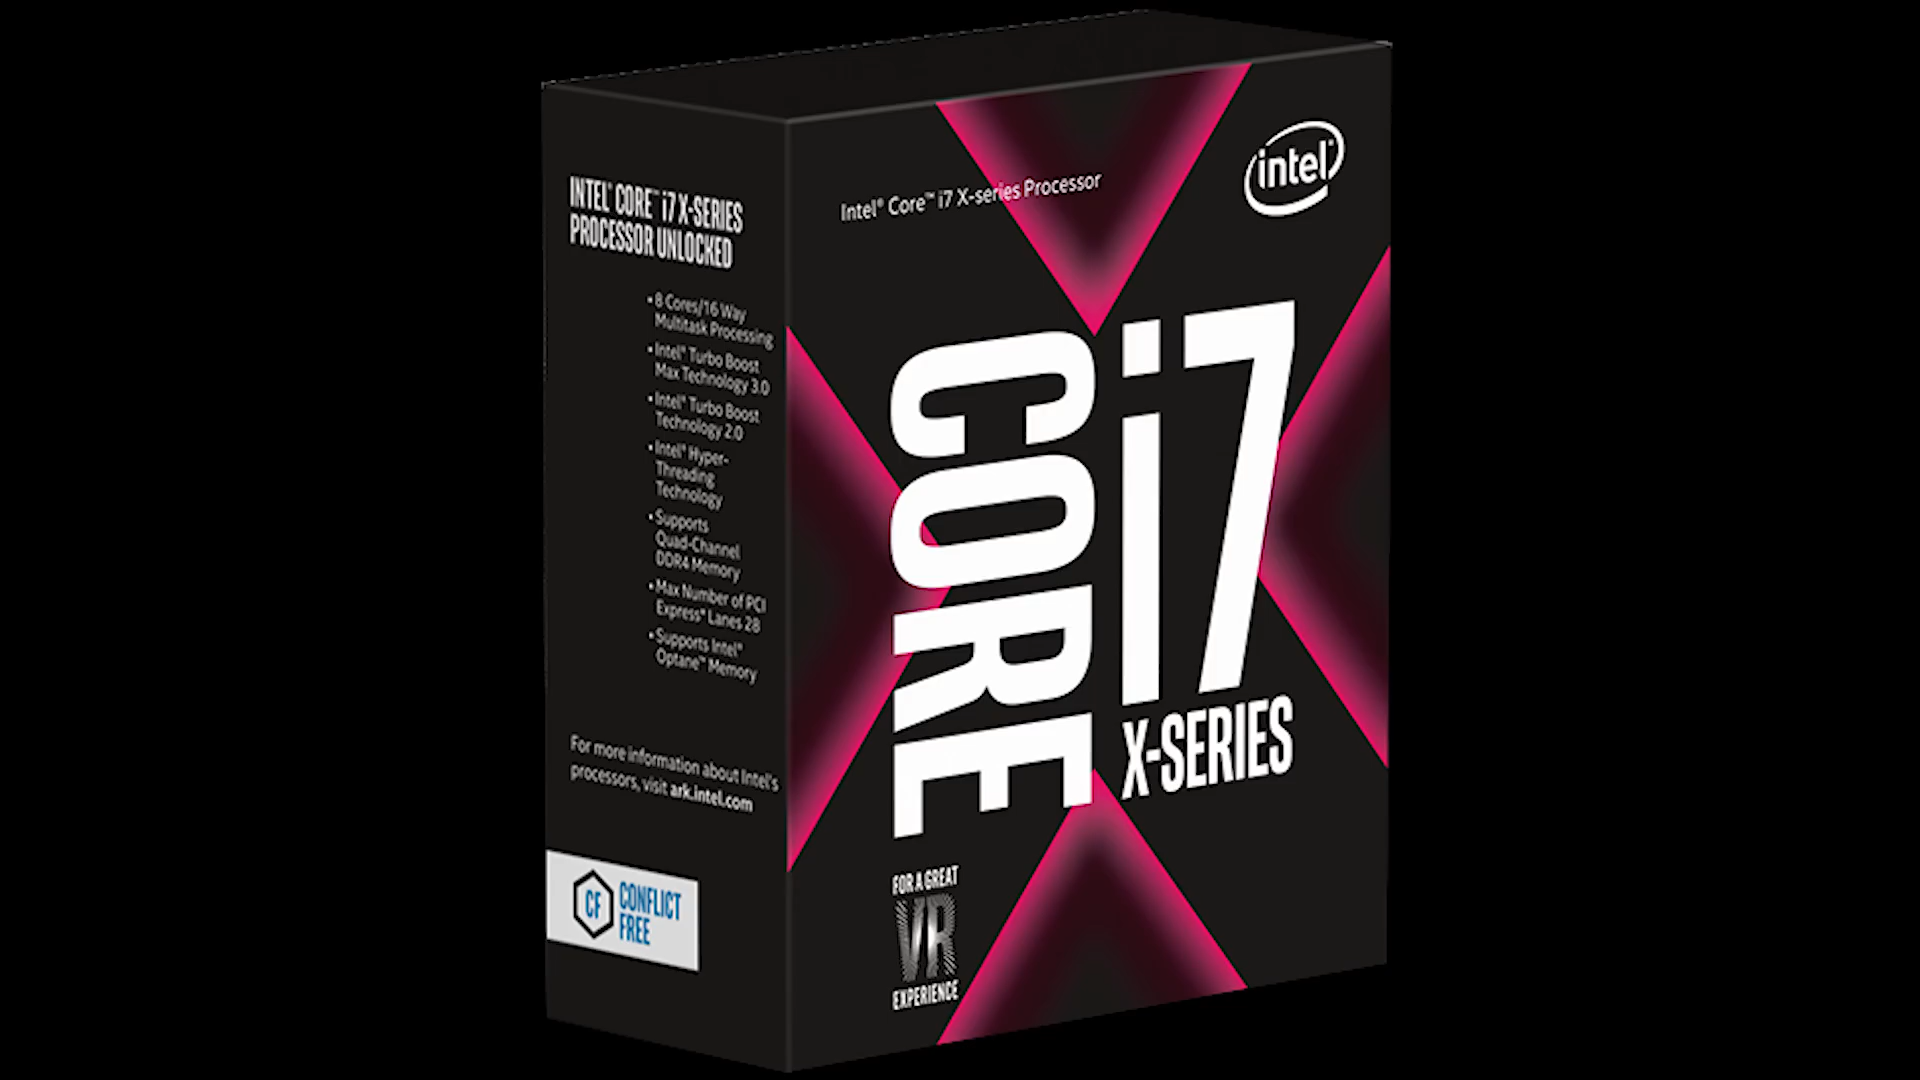 INTEL® CORE™ i7 X-SERIES
PROCESSOR UNLOCKED
• 8 Cores/16 Way
Multitask Processing
• Intel® Turbo Boost
Max Technology 3.0
• Intel® Turbo Boost
Technology 2.0
• Intel® Hyper-
Threading
Technology
• Supports
Quad-Channel
DDR4 Memory
• Max Number of PCI
Express® Lanes 28
• Supports Intel®
Optane™ Memory
For more information about Intel's
processors, visit ark.intel.com
CF
CONFLICT
FREE
Intel® Core™ i7 X-series Processor
intel®
CORE
i7
X-SERIES
FOR A GREAT
VR
EXPERIENCE